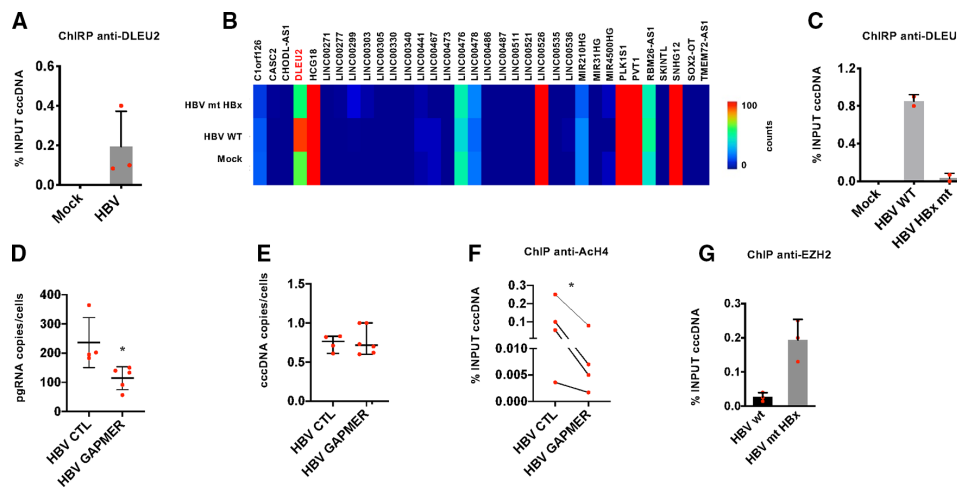 A
ChIRP anti-DLEU2
% INPUT cccDNA
0.6
0.4
0.2
0.0
Mock
HBV
B
C1orf126
CASC2
CHODL-AS1
DLEU2
HCG18
LINC00271
LINC00277
LINC00299
LINC00303
LINC00305
LINC00330
LINC00340
LINC00441
LINC00467
LINC00473
LINC00476
LINC00478
LINC00486
LINC00487
LINC00511
LINC00521
LINC00526
LINC00535
LINC00536
MIR210HG
MIR31HG
MIR4500HG
PLK1S1
PVT1
RBM26-AS1
SKINTL
SNHG12
SOX2-OT
TMEM72-AS1
HBV mt HBx
HBV WT
Mock
100
0
counts
C
ChIRP anti-DLEU
% INPUT cccDNA
1.2
0.8
0.4
0.0
Mock
HBV WT
HBV HBx mt
D
pgRNA copies/cells
400
300
200
100
0
*
HBV CTL
HBV GAPMER
E
cccDNA copies/cells
1.5
1.0
0.5
0.0
HBV CTL
HBV GAPMER
F
ChIP anti-AcH4
% INPUT cccDNA
0.3
0.2
0.1
0.010
0.005
0.000
*
HBV CTL
HBV GAPMER
G
ChIP anti-EZH2
% INPUT cccDNA
0.3
0.2
0.1
0.0
HBV wt
HBV mt HBx